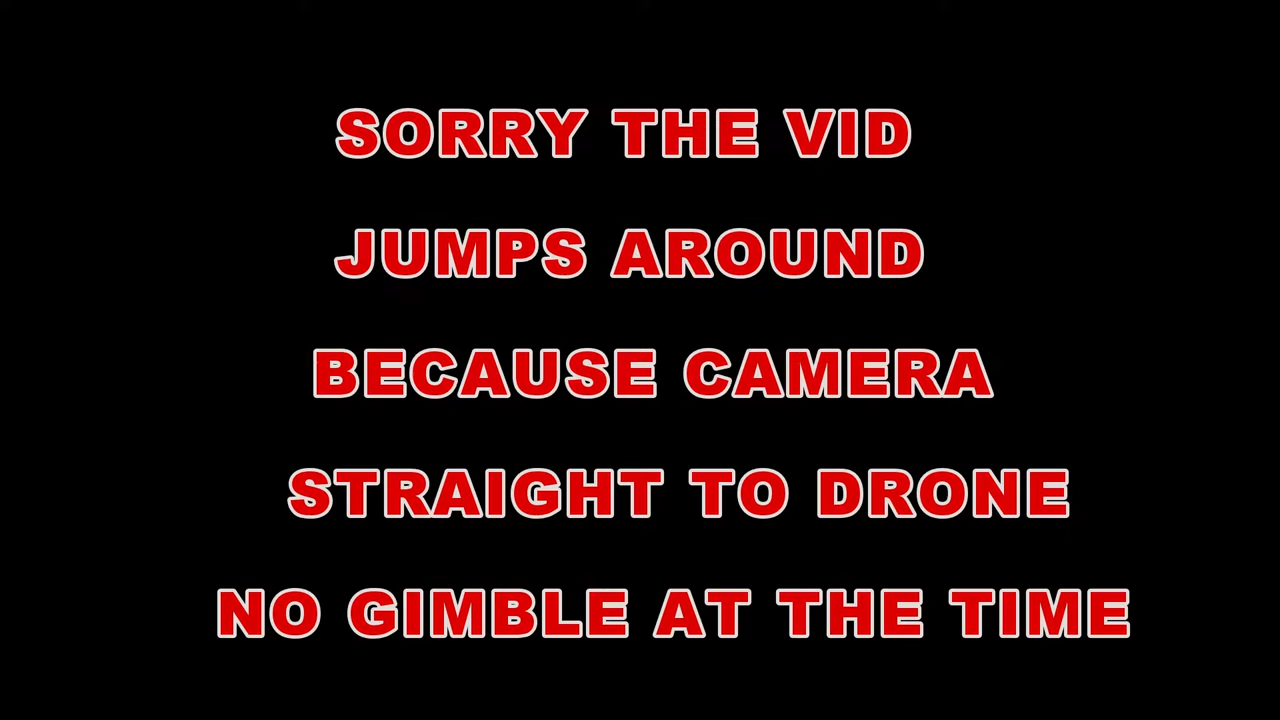 SORRY THE VID
JUMPS AROUND
BECAUSE CAMERA
STRAIGHT TO DRONE
NO GIMBLE AT THE TIME